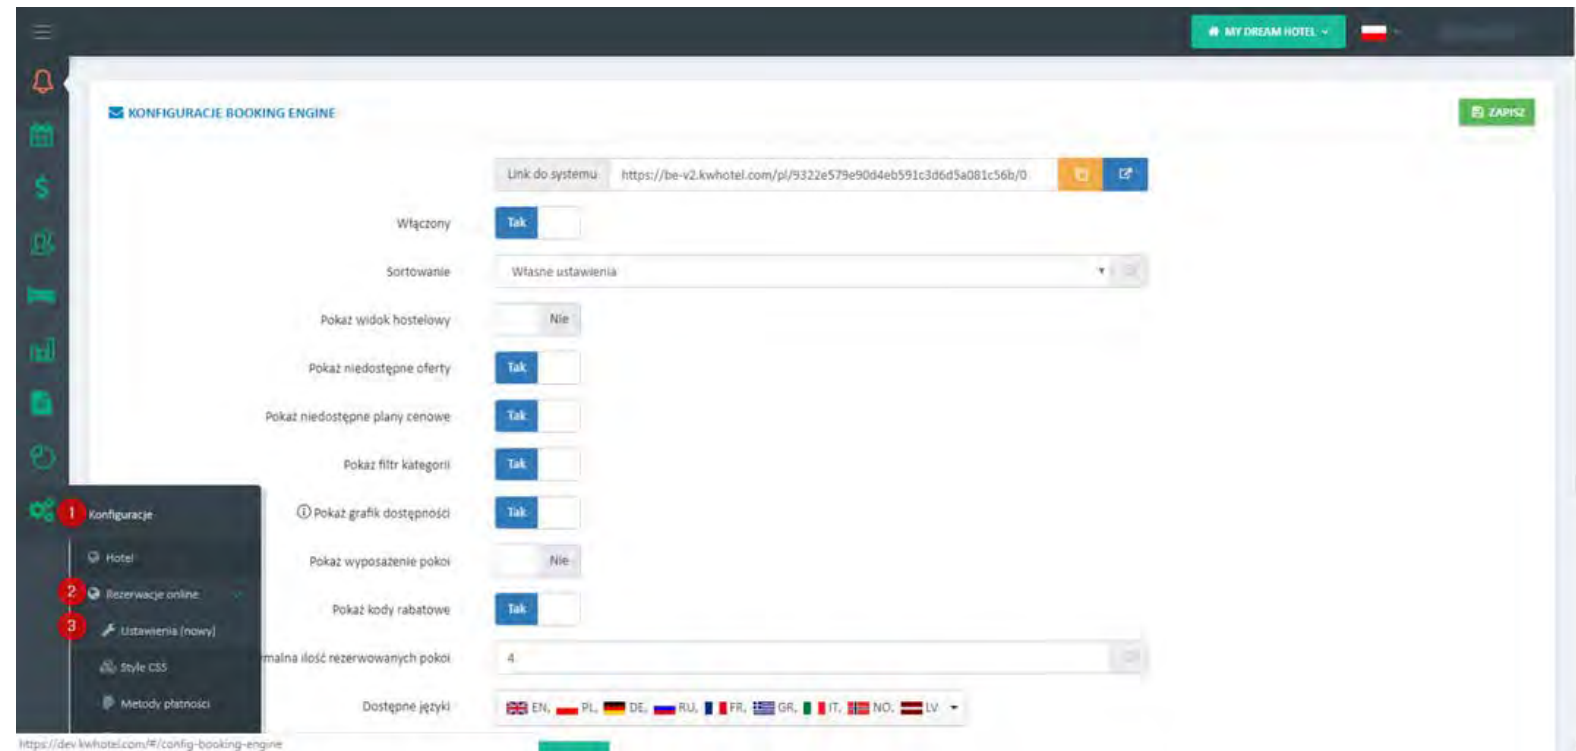 MY DREAM HOTEL
KONFIGURACJE BOOKING ENGINE
ZAPISZ
Link do systemu https://be-v2.kwhotel.com/pl/9322e579e90d4eb591c3d6d5a081c56b/0
Włączony Tak
Sortowanie Własne ustawienia
Pokaż widok hostelowy Nie
Pokaż niedostępne oferty Tak
Pokaż niedostępne plany cenowe Tak
Pokaż filtr kategorii Tak
1 Konfiguracje
Pokaż grafik dostępności Tak
Hotel
Pokaż wyposażenie pokoi Nie
2 Rezerwacje online
Pokaż kody rabatowe Tak
3 Ustawienia (nowy)
malna ilość rezerwowanych pokoi 4
Style CSS
Metody płatności
Dostępne języki EN, PL, DE, RU, FR, GR, IT, NO, LV
https://dev.kwhotel.com/#/config-booking-engine